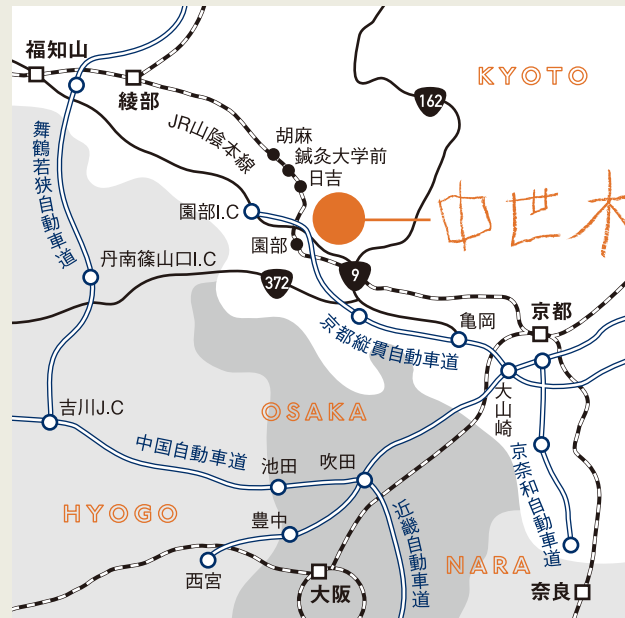 福知山
綾部
KYOTO
162
舞鶴若狭自動車道
JR山陰本線
胡麻
鍼灸大学前
日吉
園部I.C
中世木
園部
丹南篠山口I.C
372
9
京都
亀岡
京都縦貫自動車道
大山崎
吉川J.C
OSAKA
中国自動車道
池田
吹田
京奈和自動車道
HYOGO
豊中
近畿自動車道
西宮
大阪
NARA
奈良